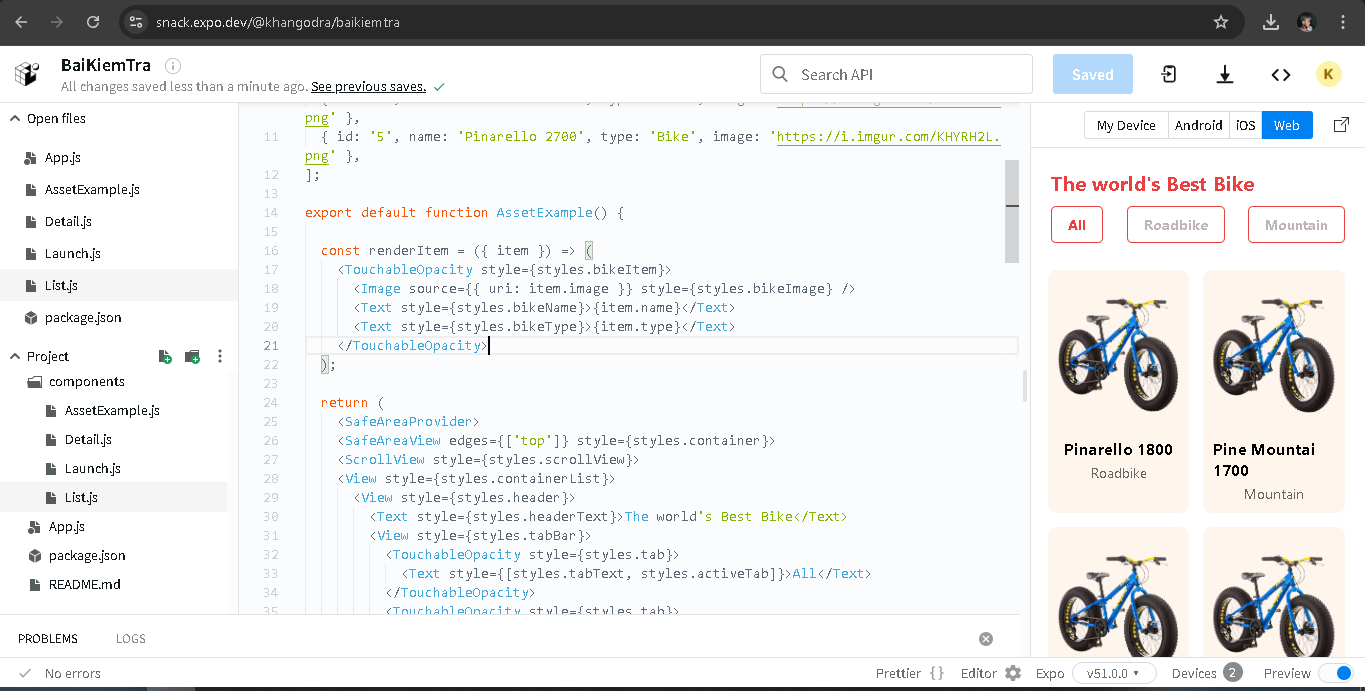 snack.expo.dev/@khangodra/baikiemtra
BaiKiemTra
All changes saved less than a minute ago. See previous saves.
Search API
Saved
K
Open files
App.js
AssetExample.js
Detail.js
Launch.js
List.js
package.json
Project
components
AssetExample.js
Detail.js
Launch.js
List.js
App.js
package.json
README.md
png' },
11 { id: '5', name: 'Pinarello 2700', type: 'Bike', image: 'https://i.imgur.com/KHYRH2L.
png' },
12 ];
13
14 export default function AssetExample() {
15
16 const renderItem = ({ item }) => (
17 <TouchableOpacity style={styles.bikeItem}>
18 <Image source={{ uri: item.image }} style={styles.bikeImage} />
19 <Text style={styles.bikeName}>{item.name}</Text>
20 <Text style={styles.bikeType}>{item.type}</Text>
21 </TouchableOpacity>
22 );
23
24 return (
25 <SafeAreaProvider>
26 <SafeAreaView edges={['top']} style={styles.container}>
27 <ScrollView style={styles.scrollView}>
28 <View style={styles.containerList}>
29 <View style={styles.header}>
30 <Text style={styles.headerText}>The world's Best Bike</Text>
31 <View style={styles.tabBar}>
32 <TouchableOpacity style={styles.tab}>
33 <Text style={[styles.tabText, styles.activeTab]}>All</Text>
34 </TouchableOpacity>
35 <TouchableOpacity style={styles.tab}>
My Device Android iOS Web
The world's Best Bike
All Roadbike Mountain
Pinarello 1800
Roadbike
Pine Mountai
1700
Mountain
PROBLEMS LOGS
No errors
Prettier {} Editor Expo v51.0.0 Devices 2 Preview